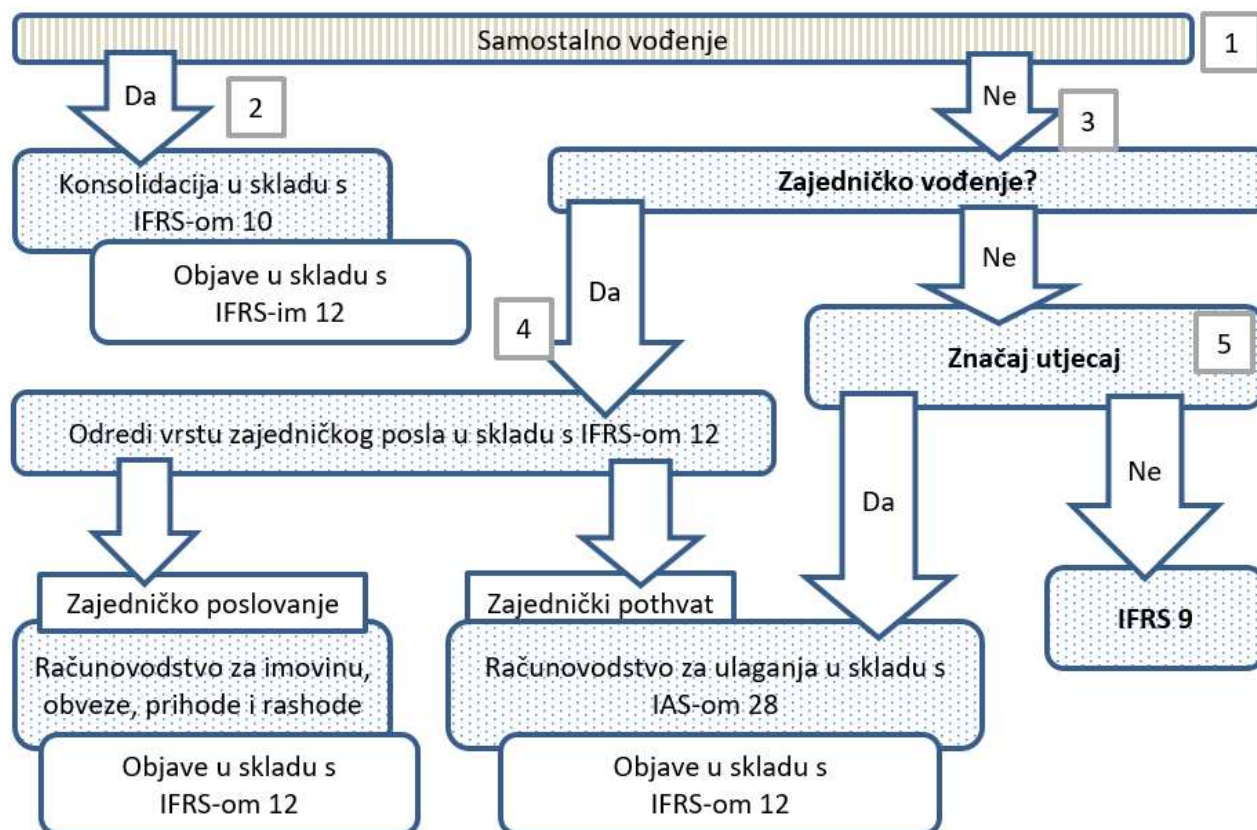 Samostalno vođenje
1
Da
2
Ne
3
Konsolidacija u skladu s
IFRS-om 10
Zajedničko vođenje?
Objave u skladu s
IFRS-im 12
Da
Ne
4
Značaj utjecaj
5
Odredi vrstu zajedničkog posla u skladu s IFRS-om 12
Da
Ne
Zajedničko poslovanje
Zajednički pothvat
IFRS 9
Računovodstvo za imovinu,
obveze, prihode i rashode
Računovodstvo za ulaganja u skladu s
IAS-om 28
Objave u skladu s
IFRS-om 12
Objave u skladu s
IFRS-om 12